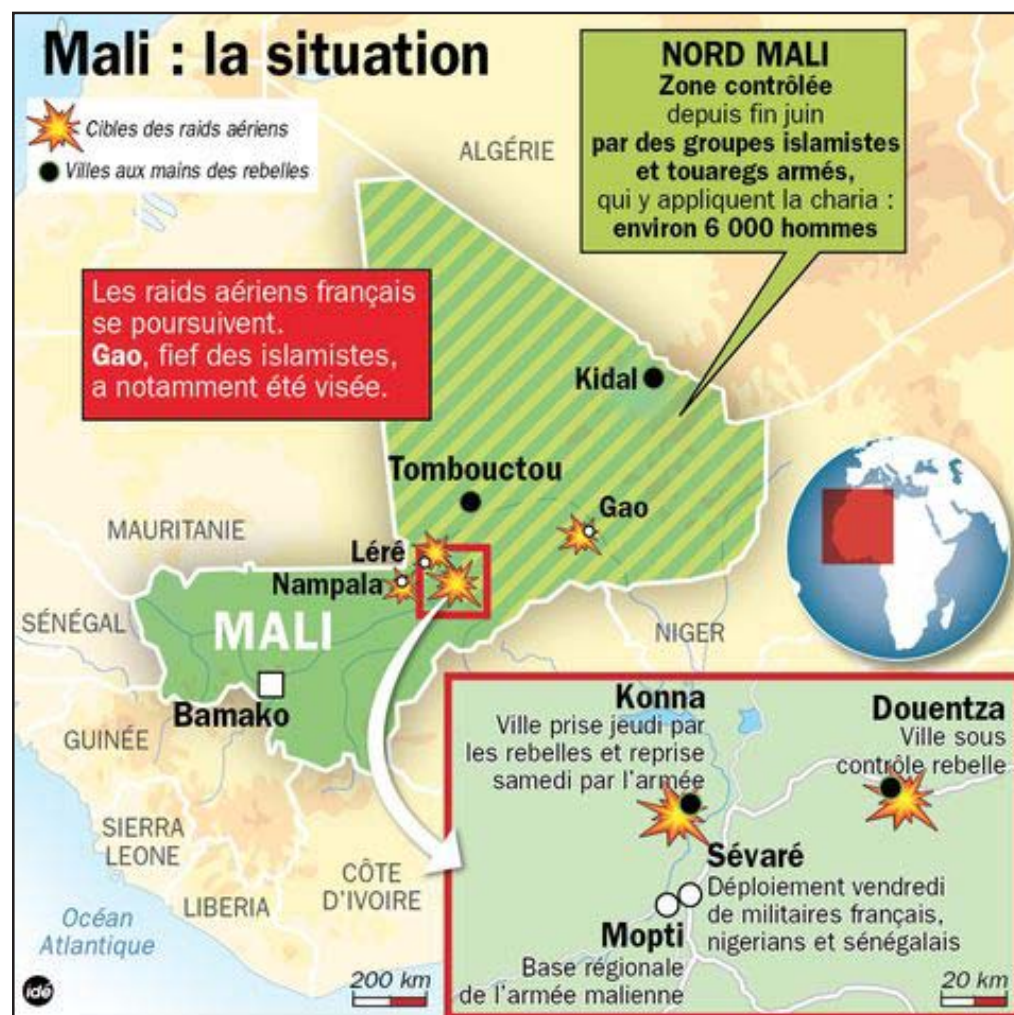 Mali : la situation
Cibles des raids aériens
Villes aux mains des rebelles
NORD MALI
Zone contrôlée
depuis fin juin
par des groupes islamistes
et touaregs armés,
qui y appliquent la charia :
environ 6 000 hommes
ALGÉRIE
Les raids aériens français
se poursuivent.
Gao, fief des islamistes,
a notamment été visée.
Kidal
Tombouctou
Gao
MAURITANIE
Lérê
Nampala
SÉNÉGAL
MALI
NIGER
Bamako
GUINÉE
SIERRA
LEONE
LIBERIA
CÔTE
D'IVOIRE
Océan
Atlantique
idé
200 km
Konna
Ville prise jeudi par
les rebelles et reprise
samedi par l'armée
Douentza
Ville sous
contrôle rebelle
Sévaré
Déploiement vendredi
de militaires français,
nigerians et sénégalais
Mopti
Base régionale
de l'armée malienne
20 km